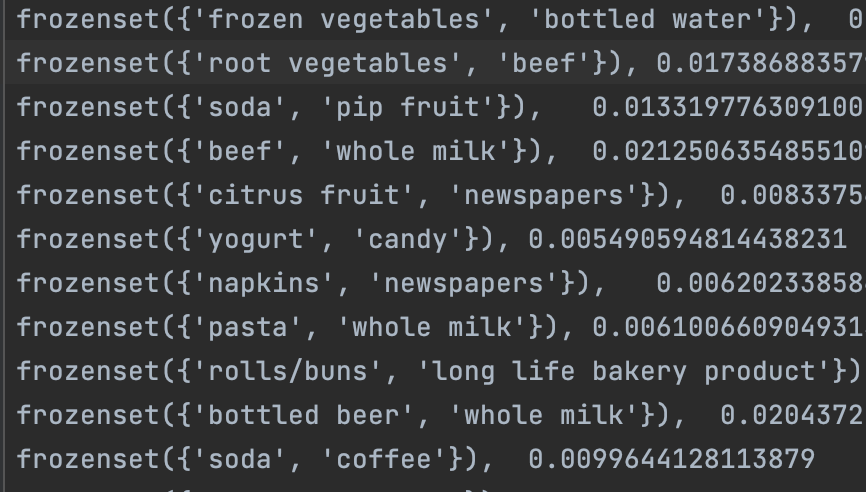 frozenset({'frozen vegetables', 'bottled water'}),  0
frozenset({'root vegetables', 'beef'}), 0.01738688357
frozenset({'soda', 'pip fruit'}),   0.013319776309100
frozenset({'beef', 'whole milk'}),  0.021250635485510
frozenset({'citrus fruit', 'newspapers'}),  0.0083375
frozenset({'yogurt', 'candy'}), 0.005490594814438231
frozenset({'napkins', 'newspapers'}),   0.00620233858
frozenset({'pasta', 'whole milk'}), 0.006100660904931
frozenset({'rolls/buns', 'long life bakery product'})
frozenset({'bottled beer', 'whole milk'}),  0.0204372
frozenset({'soda', 'coffee'}),  0.0099644128113879